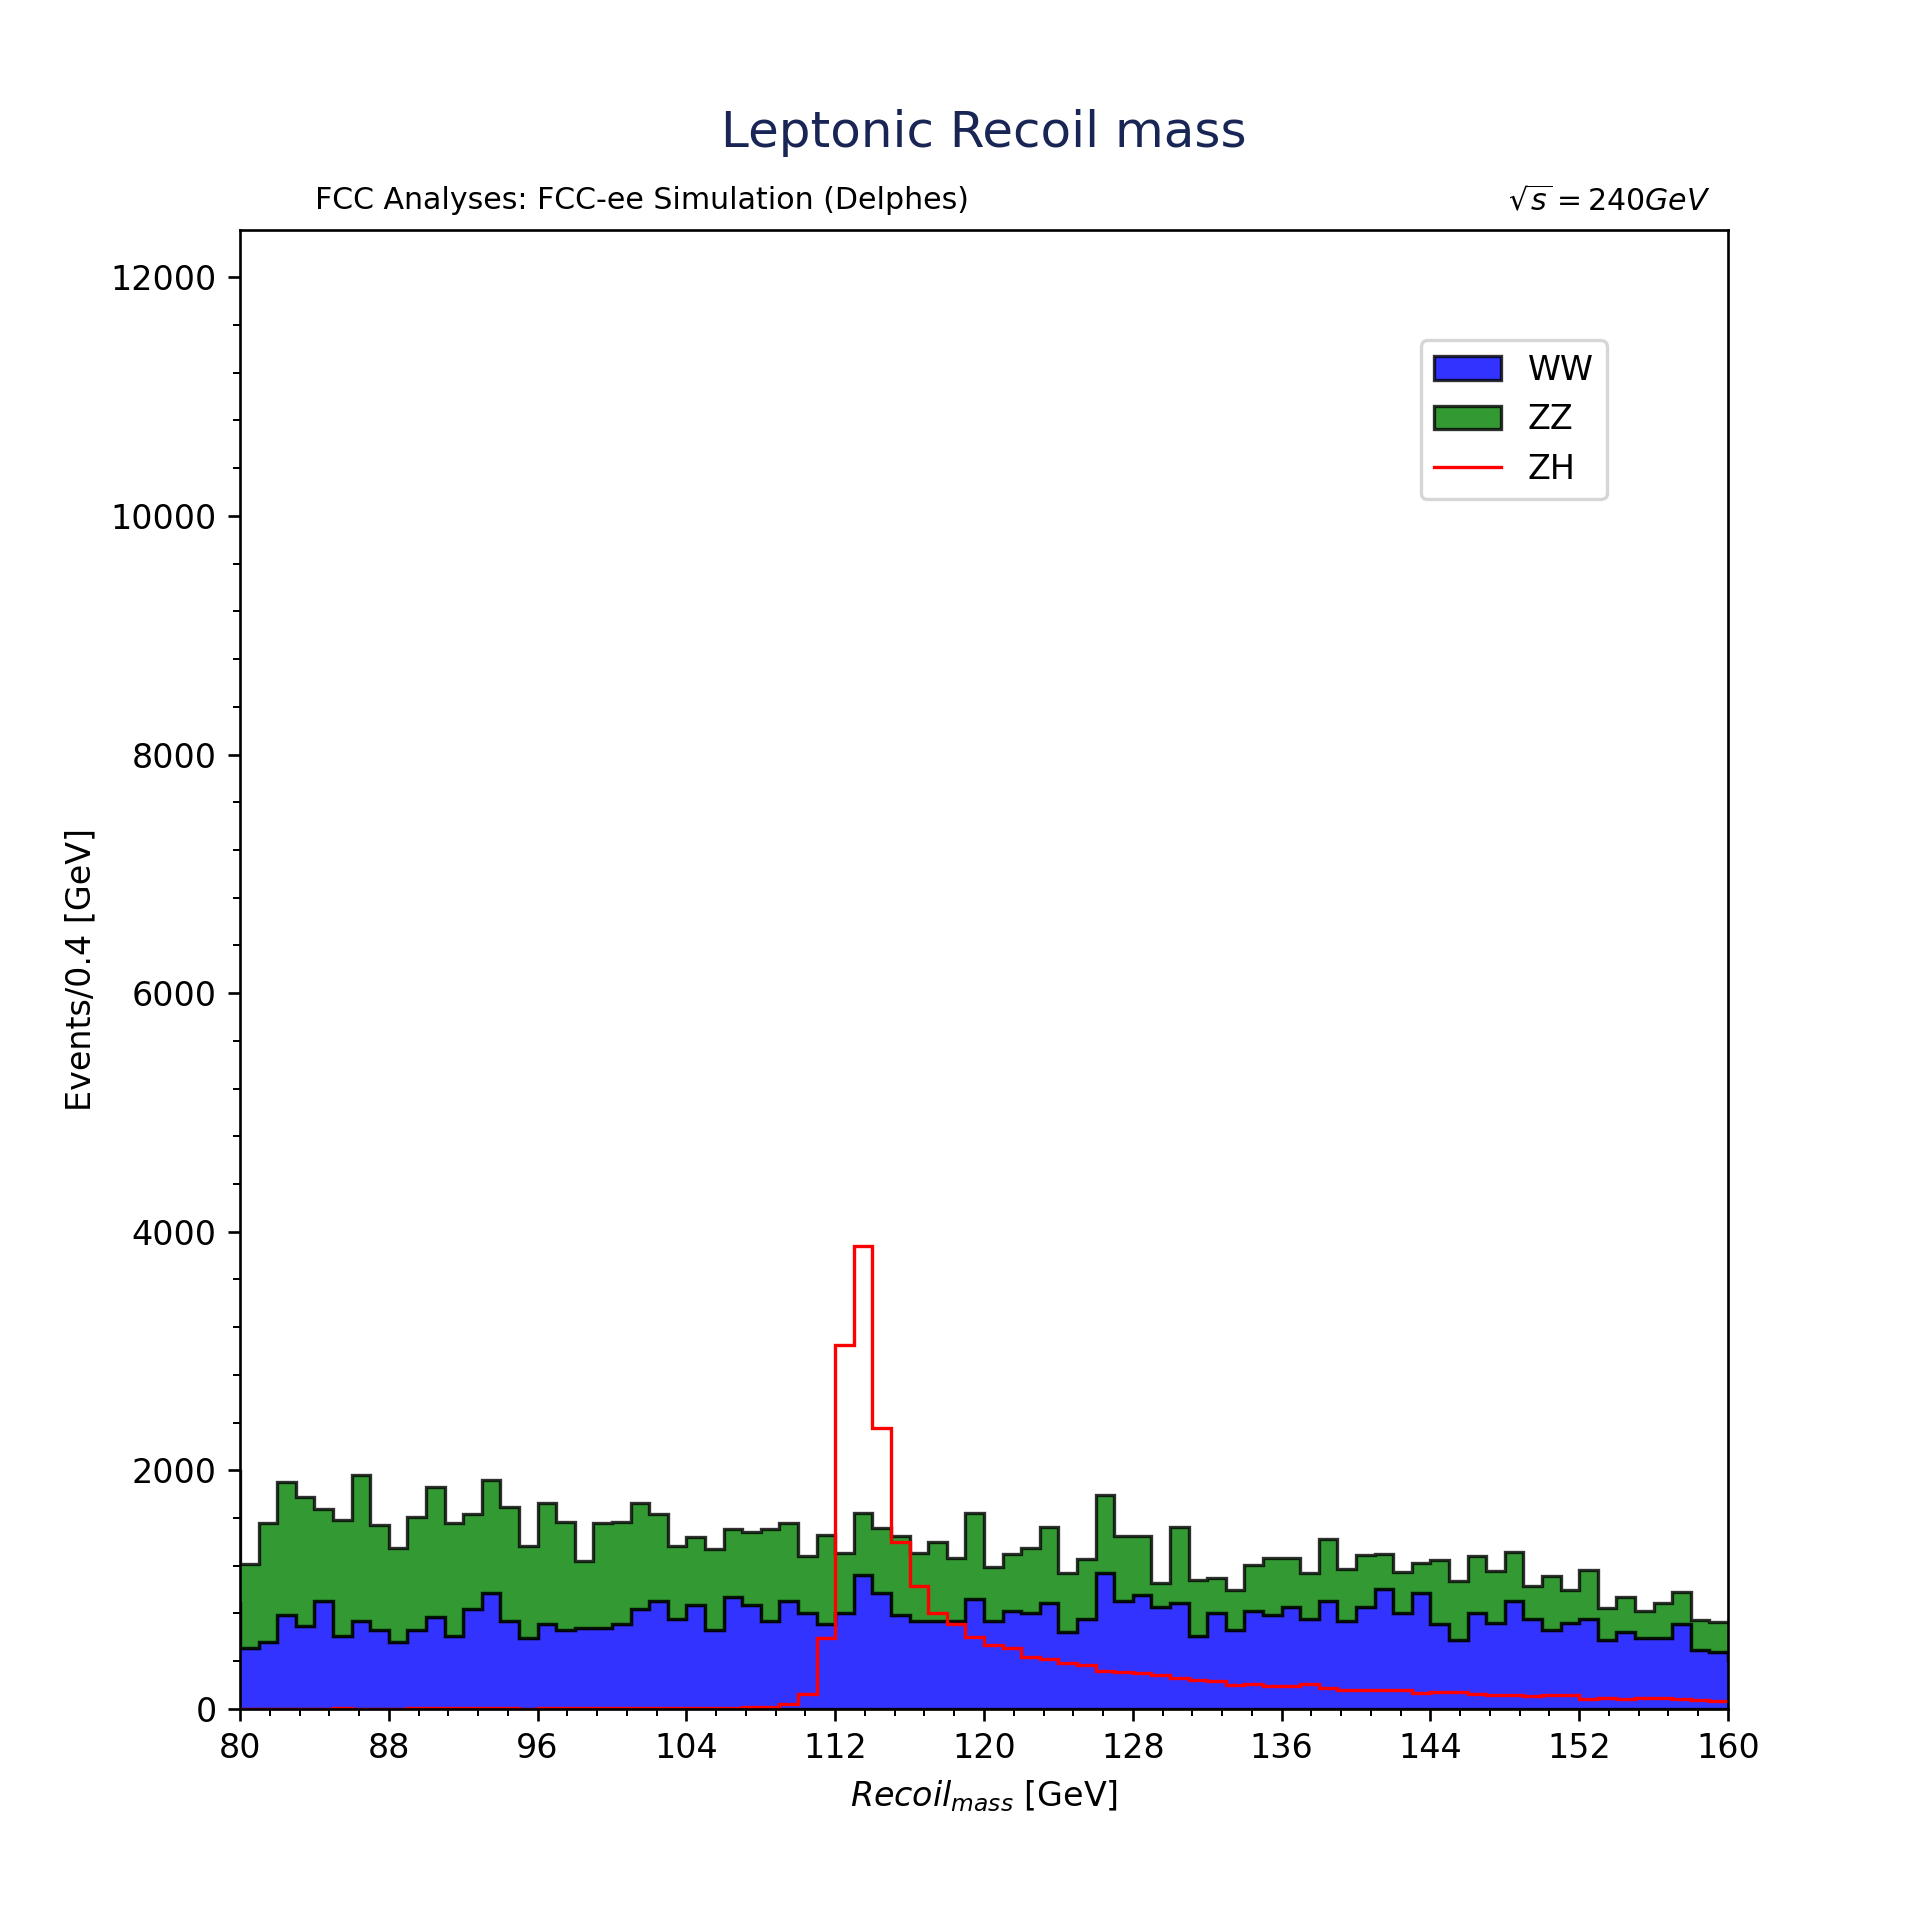 Leptonic Recoil mass
FCC Analyses: FCC-ee Simulation (Delphes)
√s = 240GeV
12000
10000
8000
6000
4000
2000
0
Events/0.4 [GeV]
WW
ZZ
ZH
80 88 96 104 112 120 128 136 144 152 160
Recoil_mass [GeV]